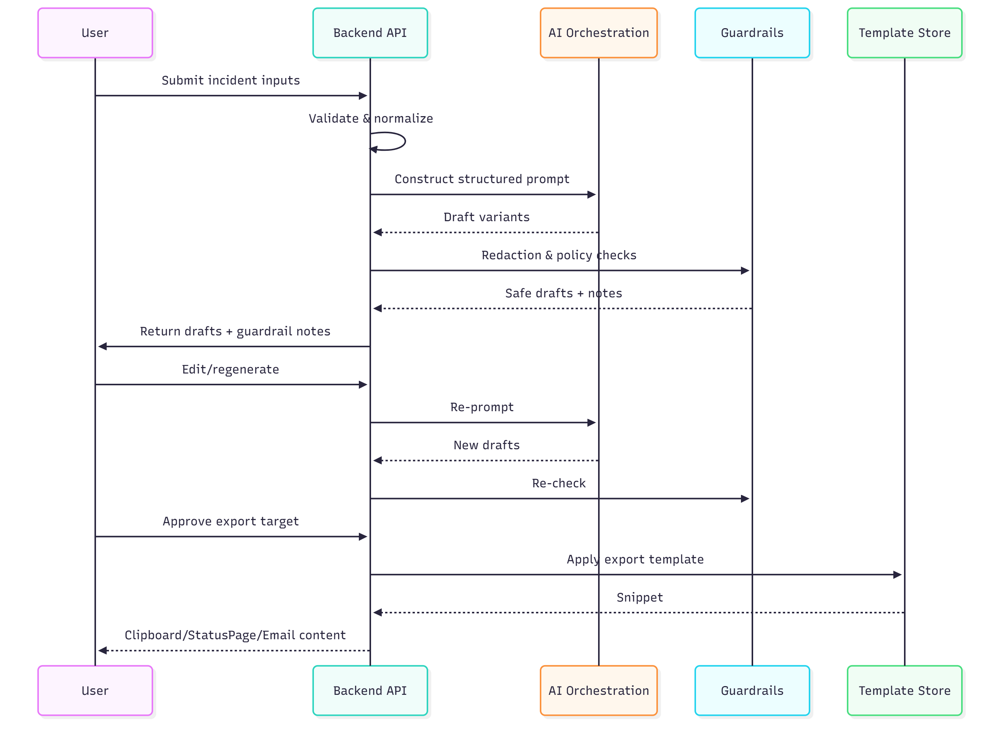 User
Backend API
AI Orchestration
Guardrails
Template Store
Submit incident inputs
Validate & normalize
Construct structured prompt
Draft variants
Redaction & policy checks
Safe drafts + notes
Return drafts + guardrail notes
Edit/regenerate
Re-prompt
New drafts
Re-check
Approve export target
Apply export template
Snippet
Clipboard/StatusPage/Email content
User
Backend API
AI Orchestration
Guardrails
Template Store